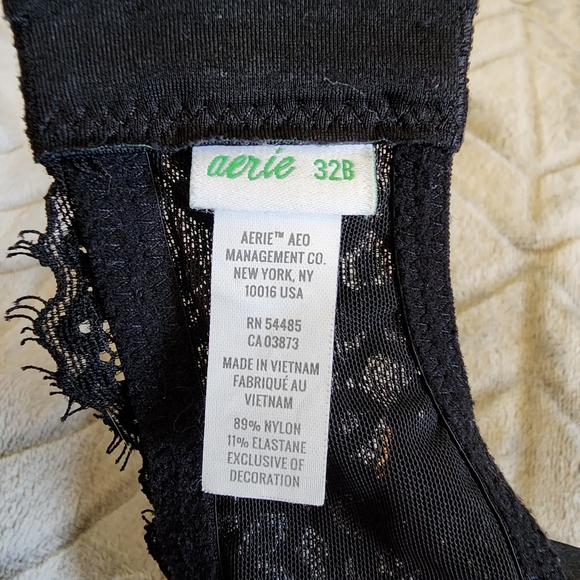 aerie 32B
AERIE™ AEO
MANAGEMENT CO.
NEW YORK, NY
10016 USA
RN 54485
CA 03873
MADE IN VIETNAM
FABRIQUÉ AU
VIETNAM
89% NYLON
11% ELASTANE
EXCLUSIVE OF
DECORATION